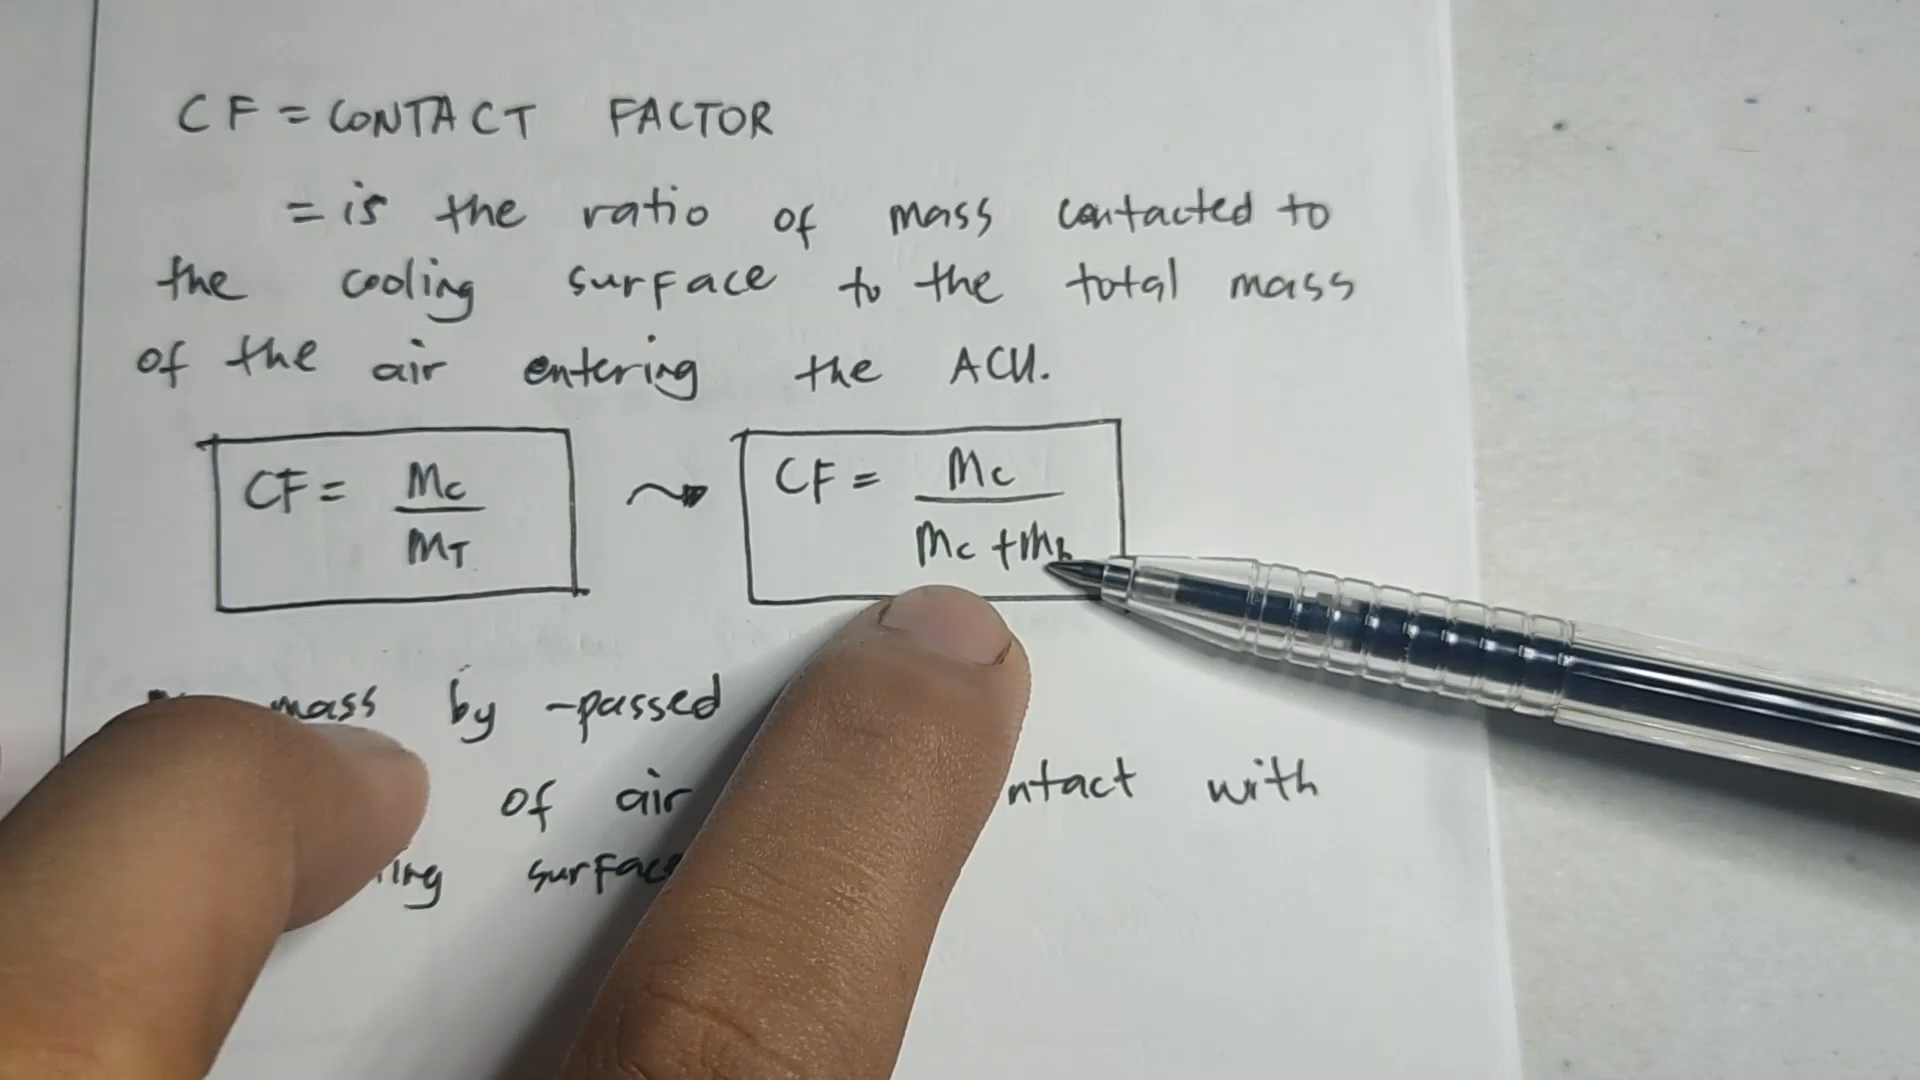 CF = CONTACT FACTOR
= is the ratio of mass contacted to
the cooling surface to the total mass
of the air entering the ACU.
CF = Mc / MT ⇝ CF = Mc / Mc + Mb
mass by-passed
of air with
surface